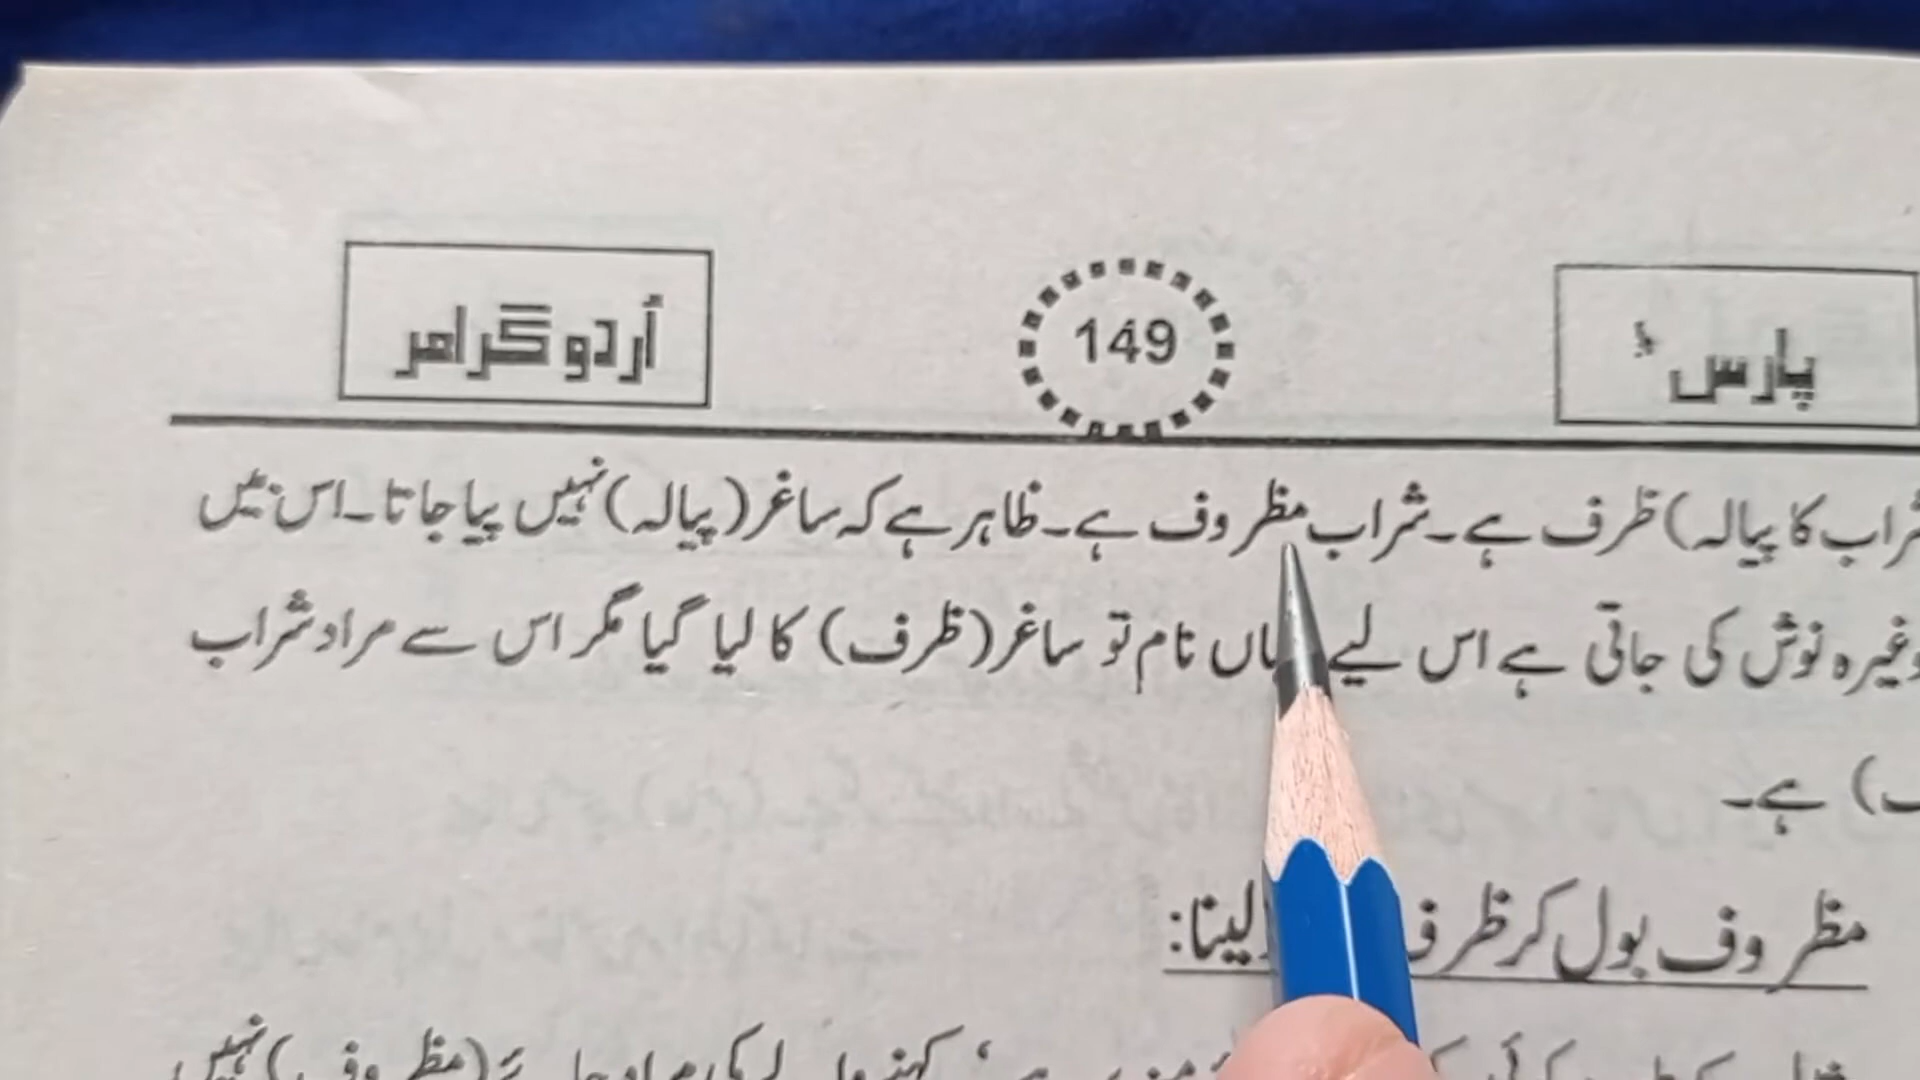 پارس
149
اُردو گرامر
شراب کا پیالہ) ظرف ہے۔ شراب مظروف ہے۔ ظاہر ہے کہ ساغر (پیالہ) نہیں پیا جاتا۔ اس میں
وغیرہ نوش کی جاتی ہے اس لیے نام تو ساغر (ظرف) کا لیا گیا مگر اس سے مراد شراب
) ہے۔
مظروف بول کر ظرف لینا:
(مظروف) نہیں